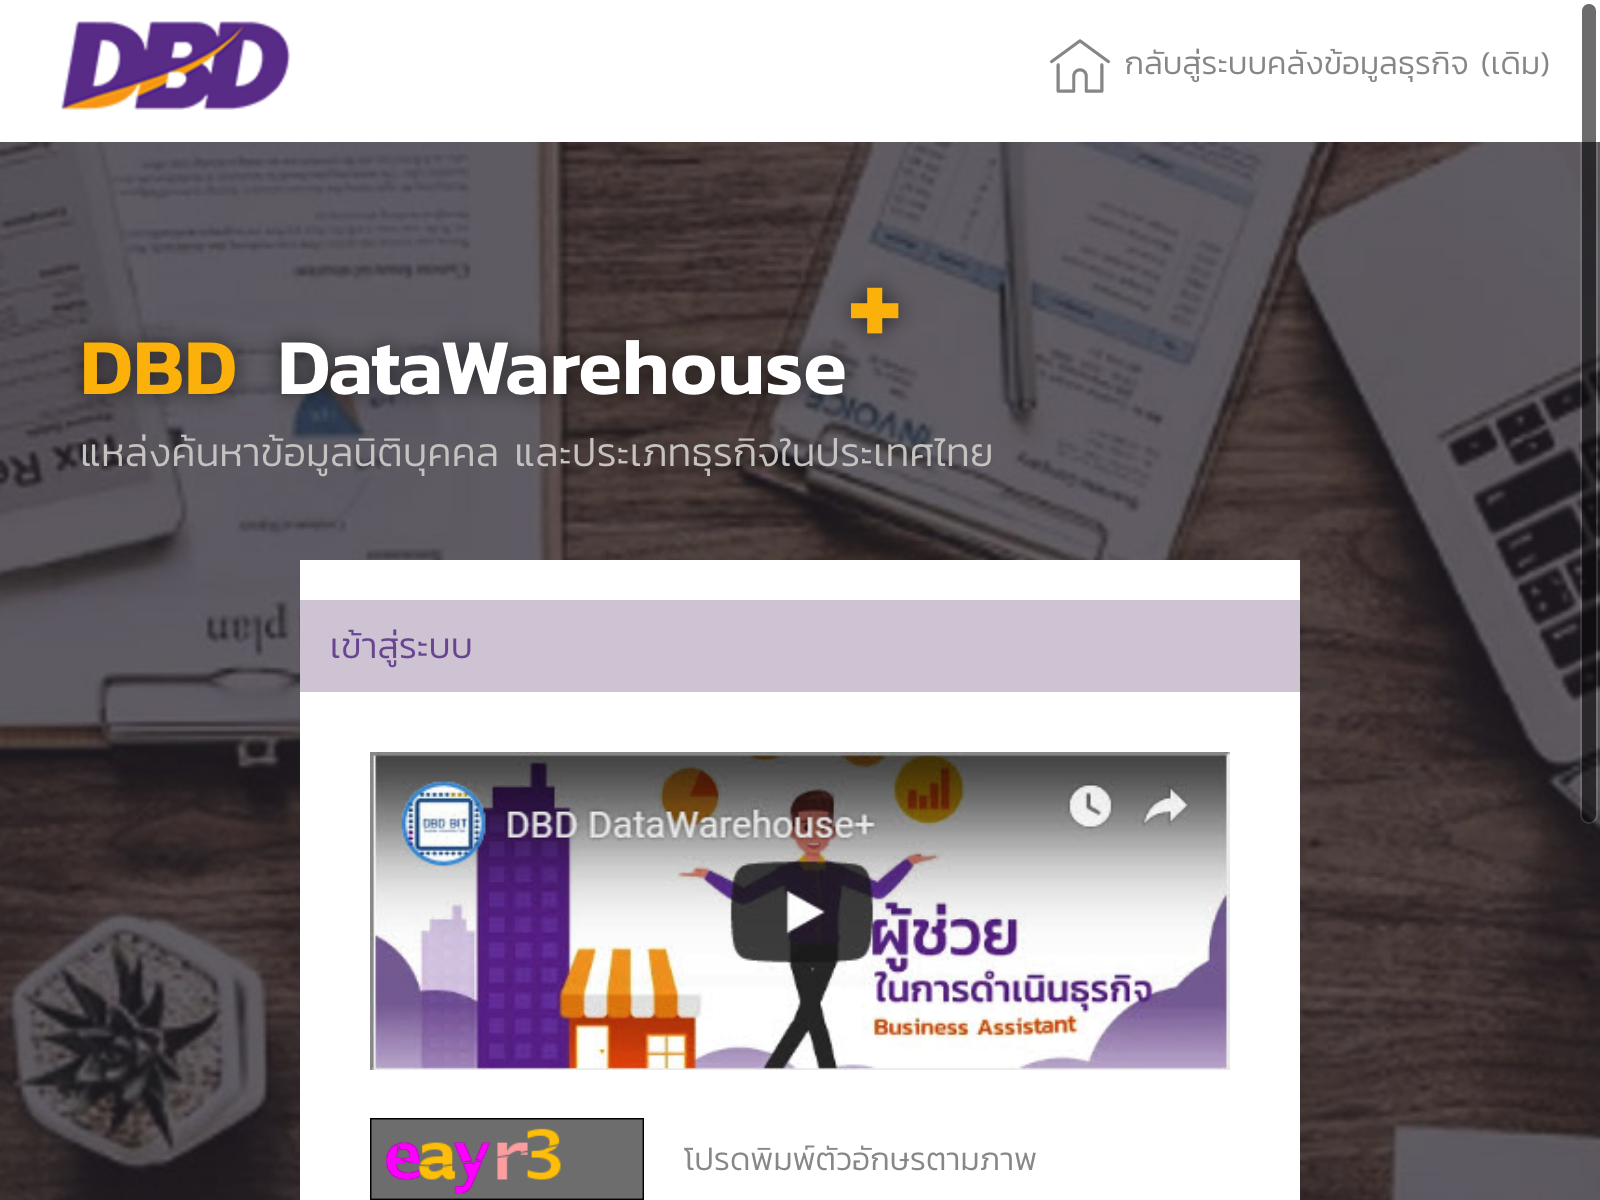 DBD
กลับสู่ระบบคลังข้อมูลธุรกิจ (เดิม)
DBD DataWarehouse+
แหล่งค้นหาข้อมูลนิติบุคคล และประเภทธุรกิจในประเทศไทย
INVOICE
plan
เข้าสู่ระบบ
DBD BIT
DBD DataWarehouse+
ผู้ช่วย
ในการดำเนินธุรกิจ
Business Assistant
eayr3
โปรดพิมพ์ตัวอักษรตามภาพ